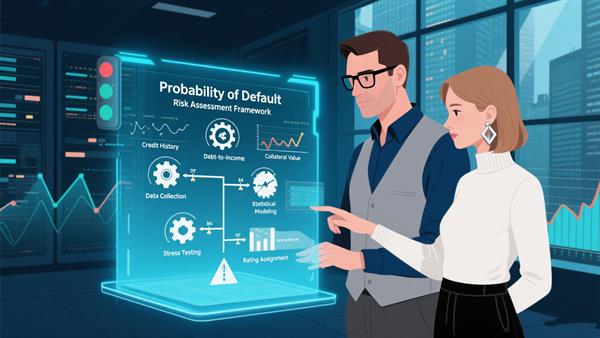 Probability of Default
Risk Assessment Framework
Credit History
Debt-to-Income
Collateral Value
Data Collection
Statistical
Modeling
Stress Testing
Rating Assignment